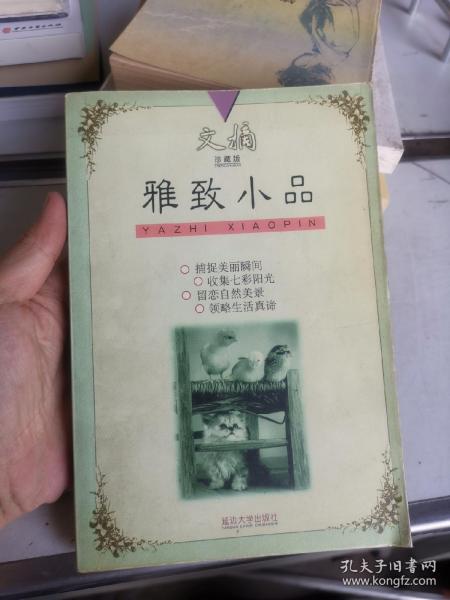 文摘
珍藏版
雅致小品
YAZHI XIAOPIN
捕捉美丽瞬间
收集七彩阳光
留恋自然美景
领略生活真谛
延边大学出版社
孔夫子旧书网
www.kongfz.com